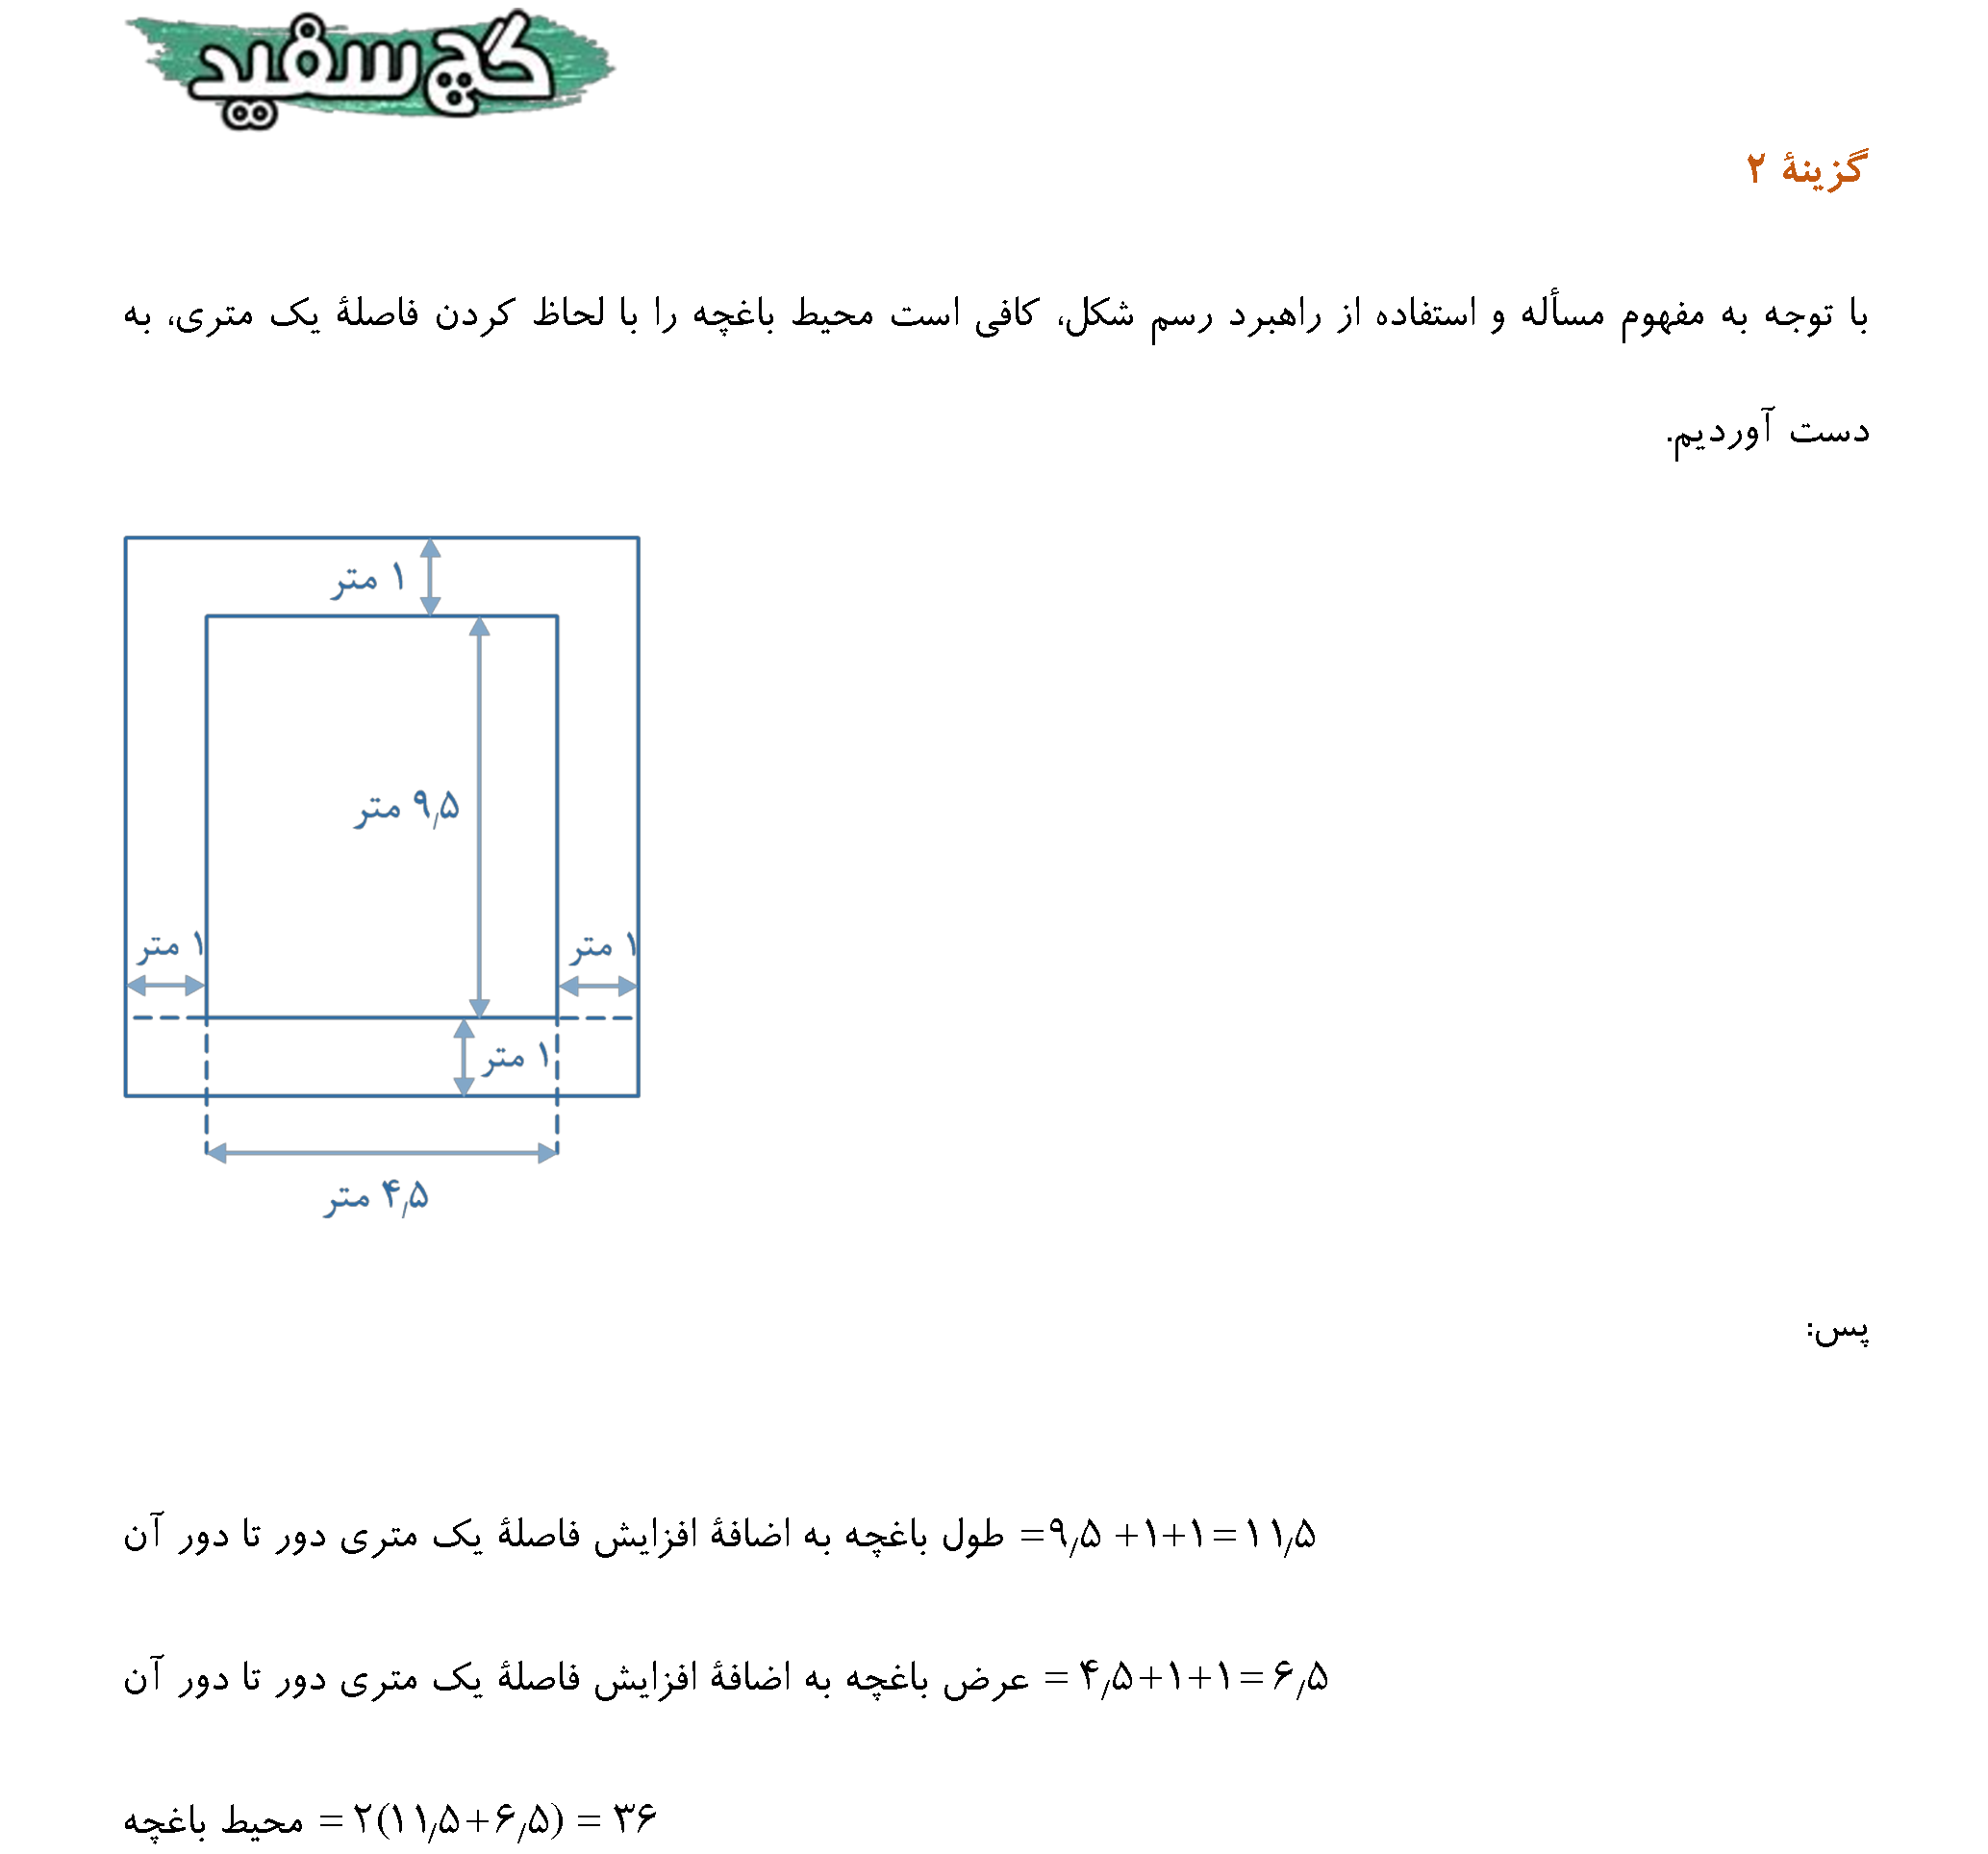 گچ سفید
گزینهٔ ۲
با توجه به مفهوم مسأله و استفاده از راهبرد رسم شکل، کافی است محیط باغچه را با لحاظ کردن فاصلهٔ یک متری، به
دست آوردیم.
۱ متر
۹٫۵ متر
۱ متر
۱ متر
۱ متر
۴٫۵ متر
پس:
طول باغچه به اضافهٔ افزایش فاصلهٔ یک متری دور تا دور آن = ۹٫۵ + ۱ + ۱ = ۱۱٫۵
عرض باغچه به اضافهٔ افزایش فاصلهٔ یک متری دور تا دور آن = ۴٫۵ + ۱ + ۱ = ۶٫۵
محیط باغچه = ۲(۱۱٫۵ + ۶٫۵) = ۳۶